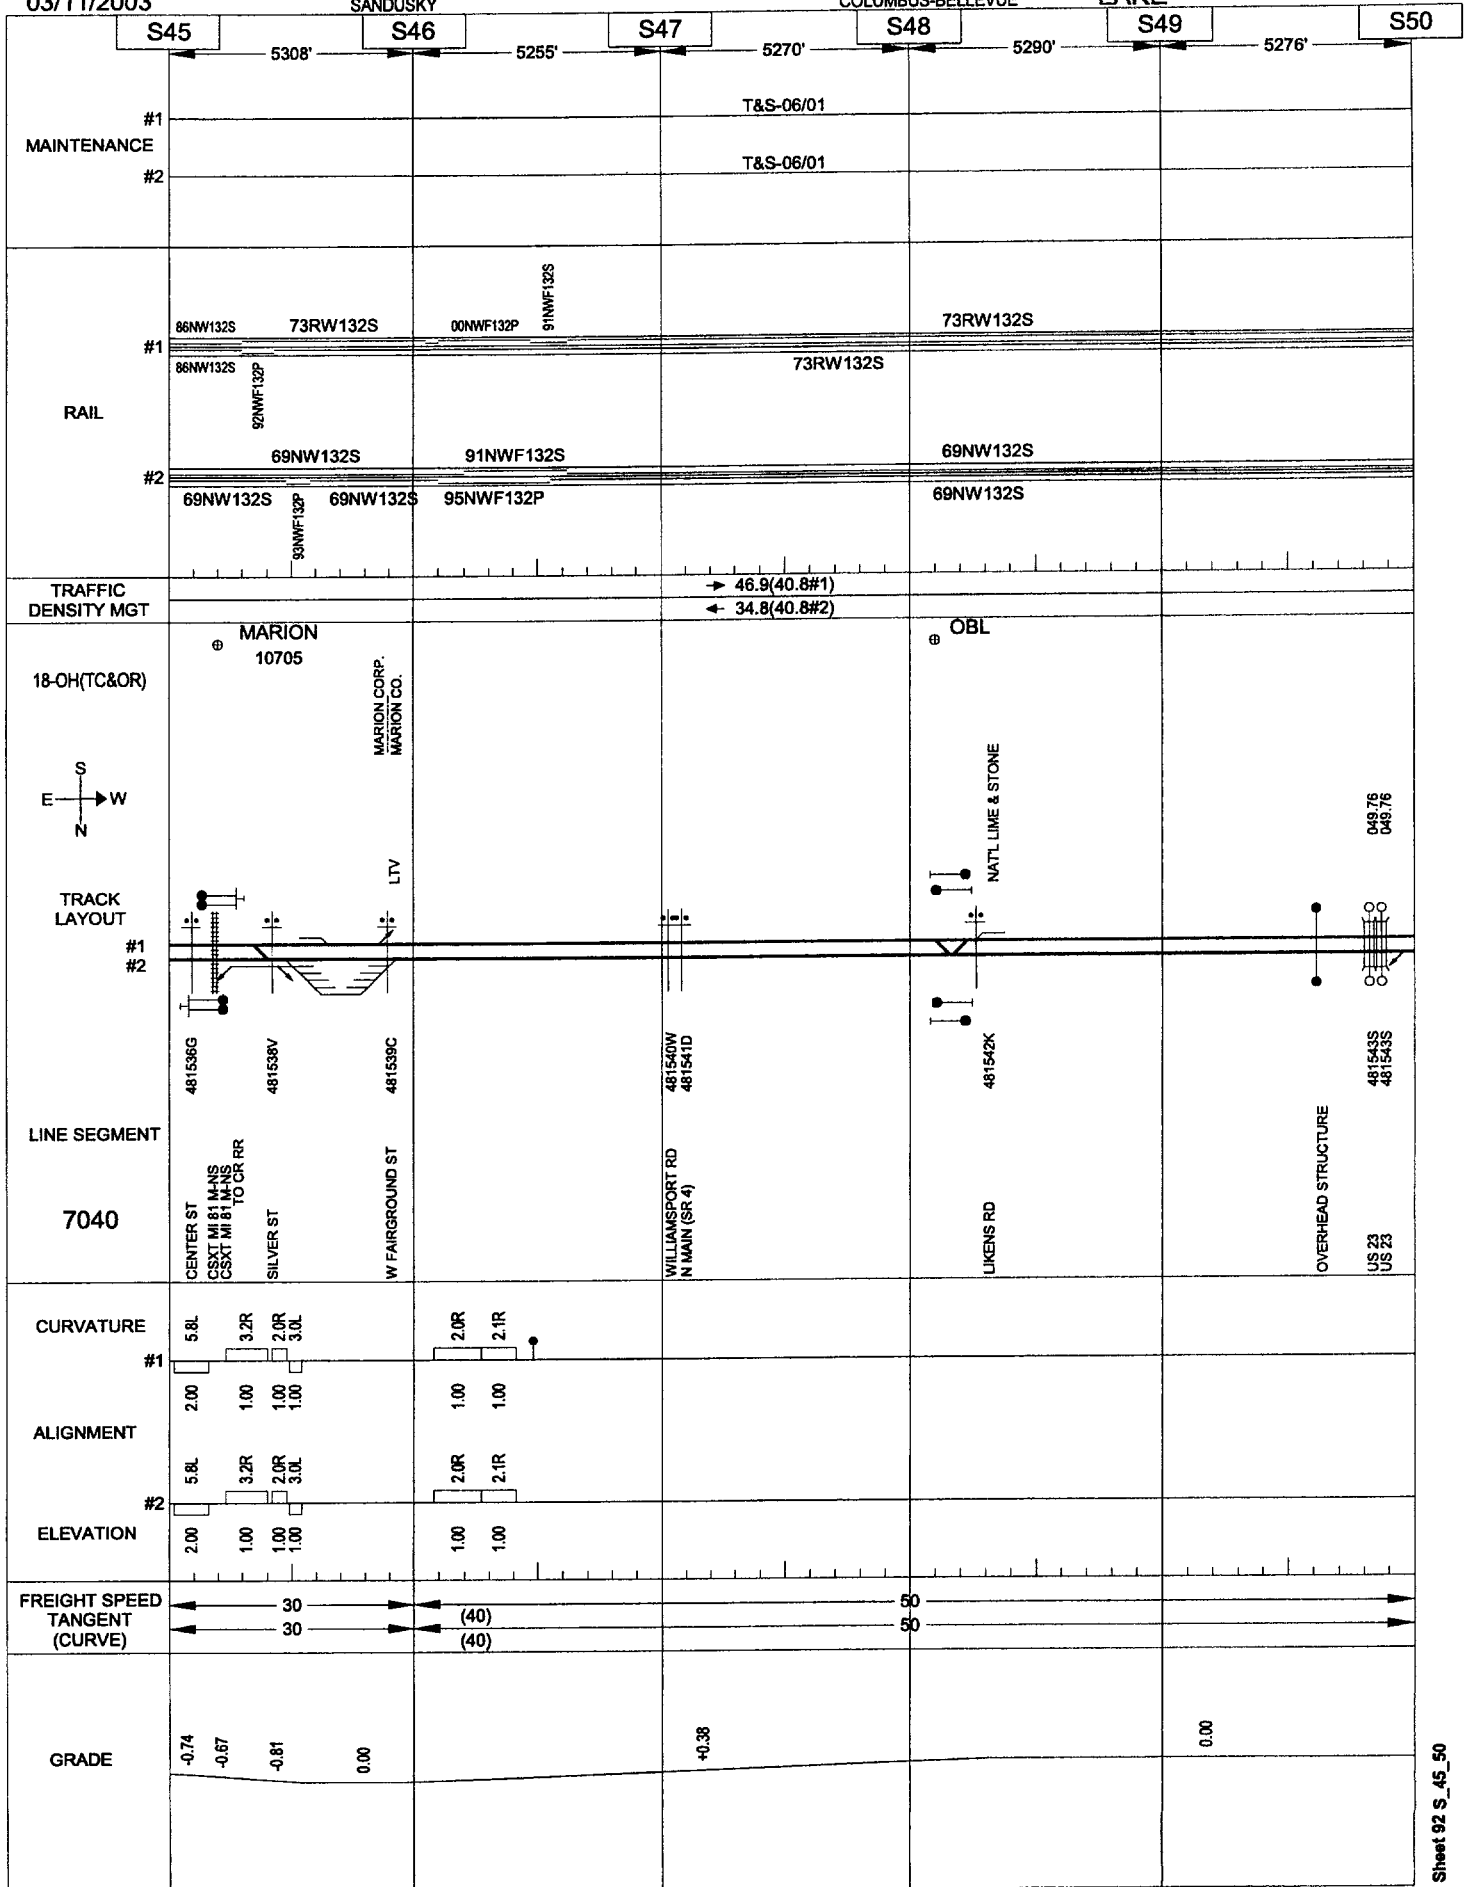 03/11/2003 SANDUSKY COLUMBUS-BELLEVUE LAKE
S45 S46 S47 S48 S49 S50
5308' 5255' 5270' 5290' 5276'
#1 T&S-06/01
MAINTENANCE
#2 T&S-06/01
91NWF132S
86NW132S 73RW132S 00NWF132P 73RW132S
#1
86NW132S 73RW132S
92NWF132P
RAIL
69NW132S 91NWF132S 69NW132S
#2
69NW132S 69NW132S 95NWF132P 69NW132S
93NWF132P
TRAFFIC
DENSITY MGT
→ 46.9(40.8#1)
← 34.8(40.8#2)
MARION
10705
OBL
18-OH(TC&OR)
MARION CORP.
MARION CO.
S
E W
N
NAT'L LIME & STONE
049.76
049.76
LTV
TRACK
LAYOUT
#1
#2
481536G
481538V
481539C
481540W
481541D
481542K
481543S
481543S
LINE SEGMENT
7040
CENTER ST
CSXT MI 81 M-NS
CSXT MI 81 M-NS
TO CR RR
SILVER ST
W FAIRGROUND ST
WILLIAMSPORT RD
N MAIN (SR 4)
LIKENS RD
OVERHEAD STRUCTURE
US 23
US 23
CURVATURE
5.8L 3.2R 2.0R 3.0L 2.0R 2.1R
#1
2.00 1.00 1.00 1.00 1.00 1.00
ALIGNMENT
5.8L 3.2R 2.0R 3.0L 2.0R 2.1R
#2
ELEVATION
2.00 1.00 1.00 1.00 1.00 1.00
FREIGHT SPEED
TANGENT
(CURVE)
30 50
(40)
30 50
(40)
GRADE
-0.74 -0.67 -0.81 0.00 +0.38 0.00
Sheet 92 S_45_50